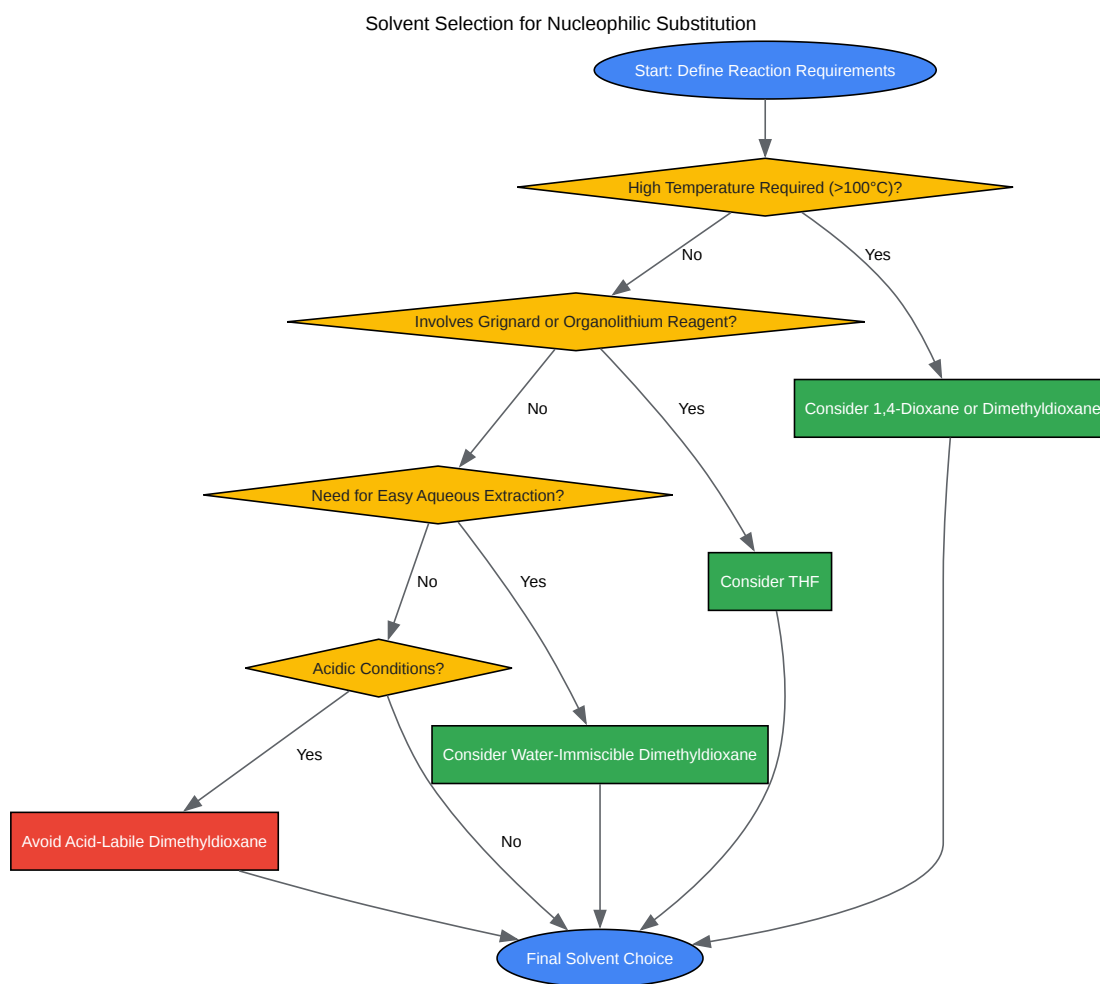 Solvent Selection for Nucleophilic Substitution
Start: Define Reaction Requirements
High Temperature Required (>100°C)?
No
Yes
Involves Grignard or Organolithium Reagent?
Consider 1,4-Dioxane or Dimethyldioxane
No
Yes
Need for Easy Aqueous Extraction?
Consider THF
No
Yes
Acidic Conditions?
Consider Water-Immiscible Dimethyldioxane
Yes
No
Avoid Acid-Labile Dimethyldioxane
Final Solvent Choice